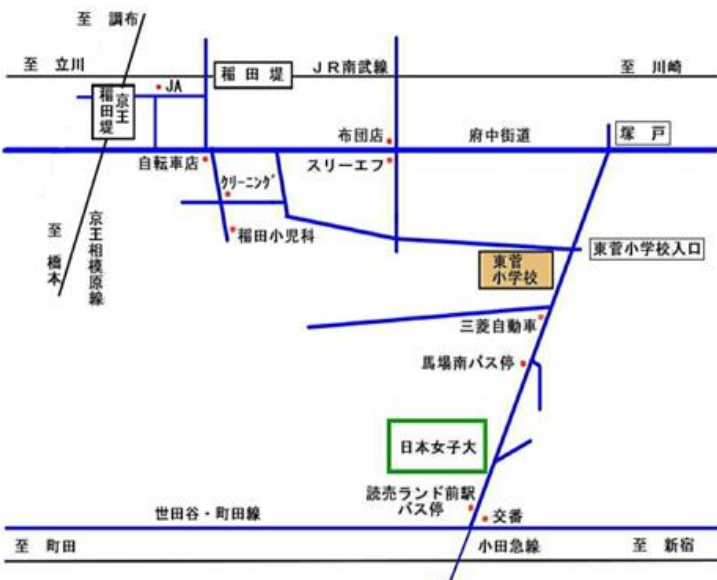 至 調布
至 立川
稲田堤
JR南武線
至 川崎
京王
稲田堤
JA
布団店
府中街道
塚戸
自転車店
スリーエフ
クリーニング
稲田小児科
至 橋本
京王相模原線
東菅小学校入口
東菅
小学校
三菱自動車
馬場南バス停
日本女子大
読売ランド前駅
バス停
世田谷・町田線
交番
至 町田
小田急線
至 新宿